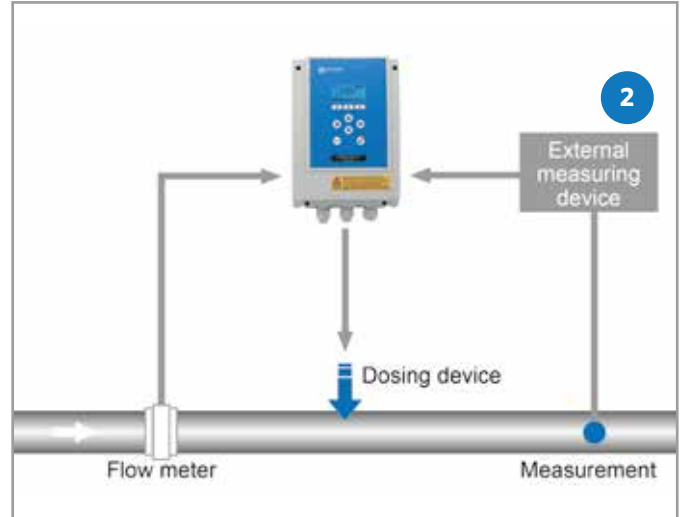 2
External
measuring
device
Dosing device
Flow meter
Measurement